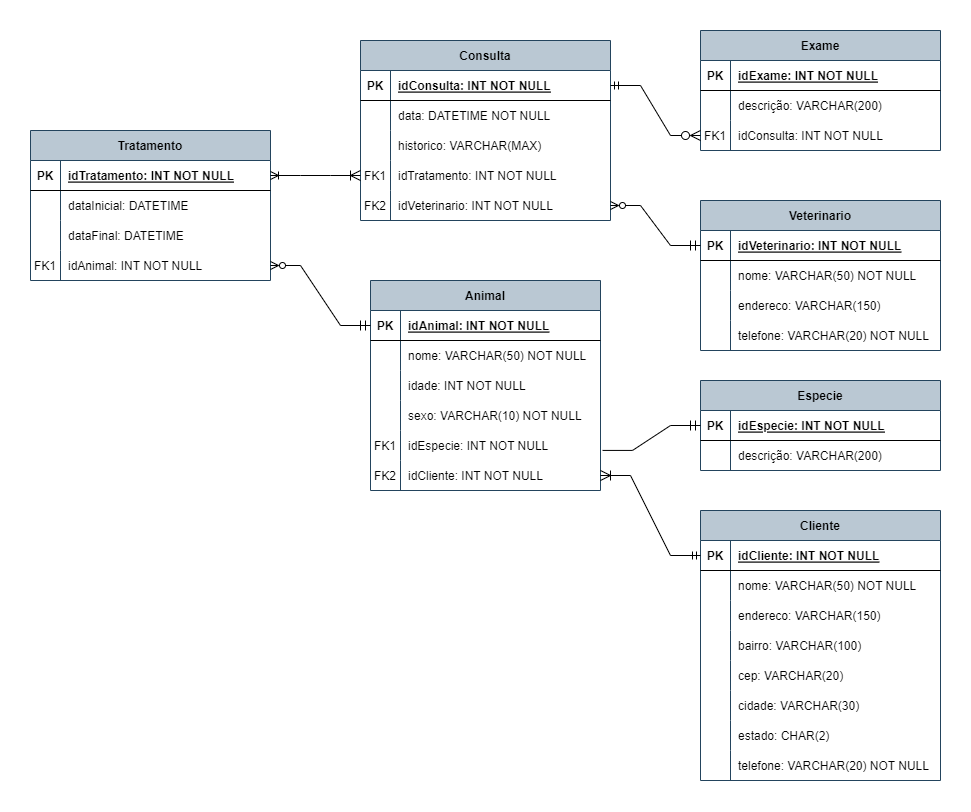 Consulta
PK idConsulta: INT NOT NULL
data: DATETIME NOT NULL
historico: VARCHAR(MAX)
FK1 idTratamento: INT NOT NULL
FK2 idVeterinario: INT NOT NULL
Exame
PK idExame: INT NOT NULL
descrição: VARCHAR(200)
FK1 idConsulta: INT NOT NULL
Tratamento
PK idTratamento: INT NOT NULL
dataInicial: DATETIME
dataFinal: DATETIME
FK1 idAnimal: INT NOT NULL
Veterinario
PK idVeterinario: INT NOT NULL
nome: VARCHAR(50) NOT NULL
endereco: VARCHAR(150)
telefone: VARCHAR(20) NOT NULL
Animal
PK idAnimal: INT NOT NULL
nome: VARCHAR(50) NOT NULL
idade: INT NOT NULL
sexo: VARCHAR(10) NOT NULL
FK1 idEspecie: INT NOT NULL
FK2 idCliente: INT NOT NULL
Especie
PK idEspecie: INT NOT NULL
descrição: VARCHAR(200)
Cliente
PK idCliente: INT NOT NULL
nome: VARCHAR(50) NOT NULL
endereco: VARCHAR(150)
bairro: VARCHAR(100)
cep: VARCHAR(20)
cidade: VARCHAR(30)
estado: CHAR(2)
telefone: VARCHAR(20) NOT NULL